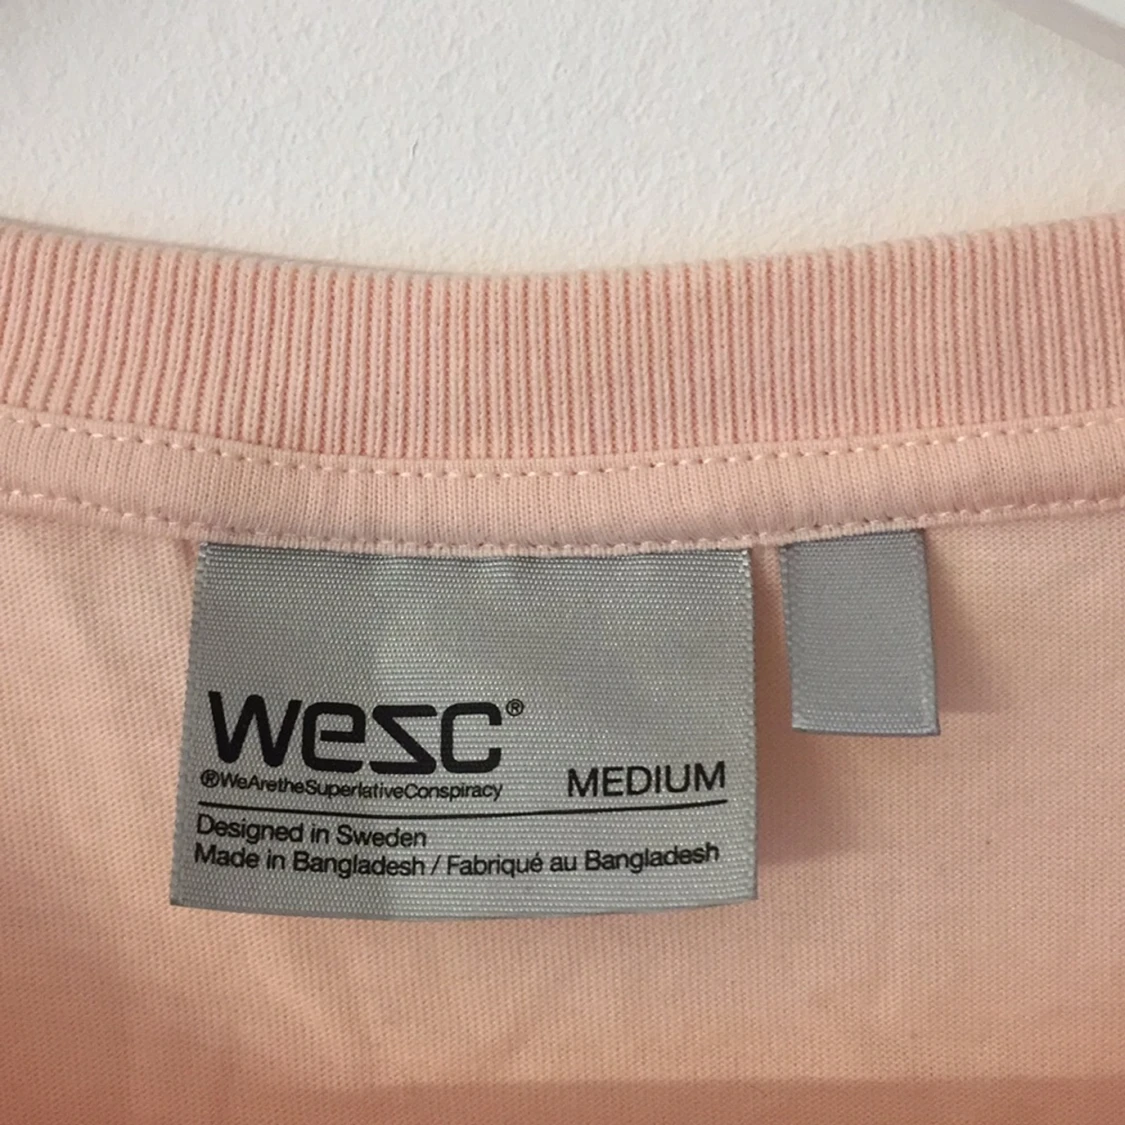 wesc®
®WeAretheSuperlativeConspiracy
MEDIUM
Designed in Sweden
Made in Bangladesh / Fabriqué au Bangladesh